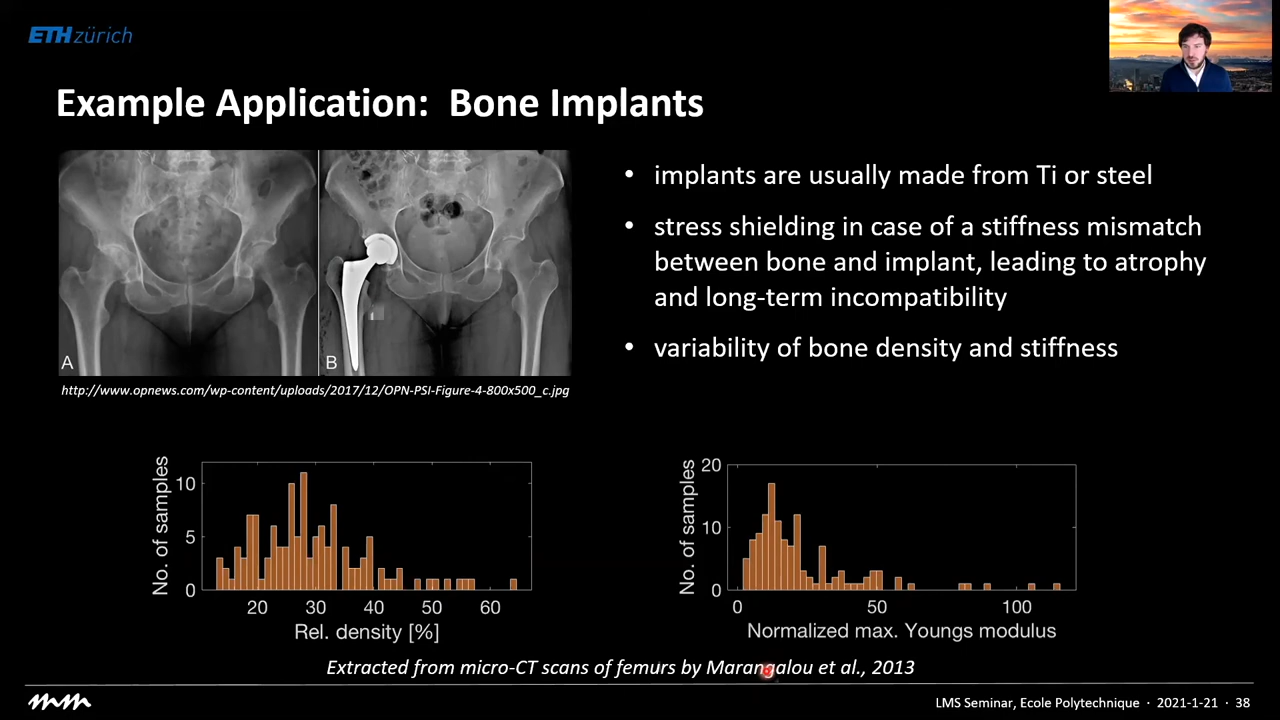 ETH zürich
Example Application: Bone Implants
A
B
http://www.opnews.com/wp-content/uploads/2017/12/OPN-PSI-Figure-4-800x500_c.jpg
• implants are usually made from Ti or steel
• stress shielding in case of a stiffness mismatch
between bone and implant, leading to atrophy
and long-term incompatibility
• variability of bone density and stiffness
No. of samples
10
5
0
20 30 40 50 60
Rel. density [%]
No. of samples
20
10
0
0 50 100
Normalized max. Youngs modulus
Extracted from micro-CT scans of femurs by Marangalou et al., 2013
LMS Seminar, Ecole Polytechnique · 2021-1-21 · 38